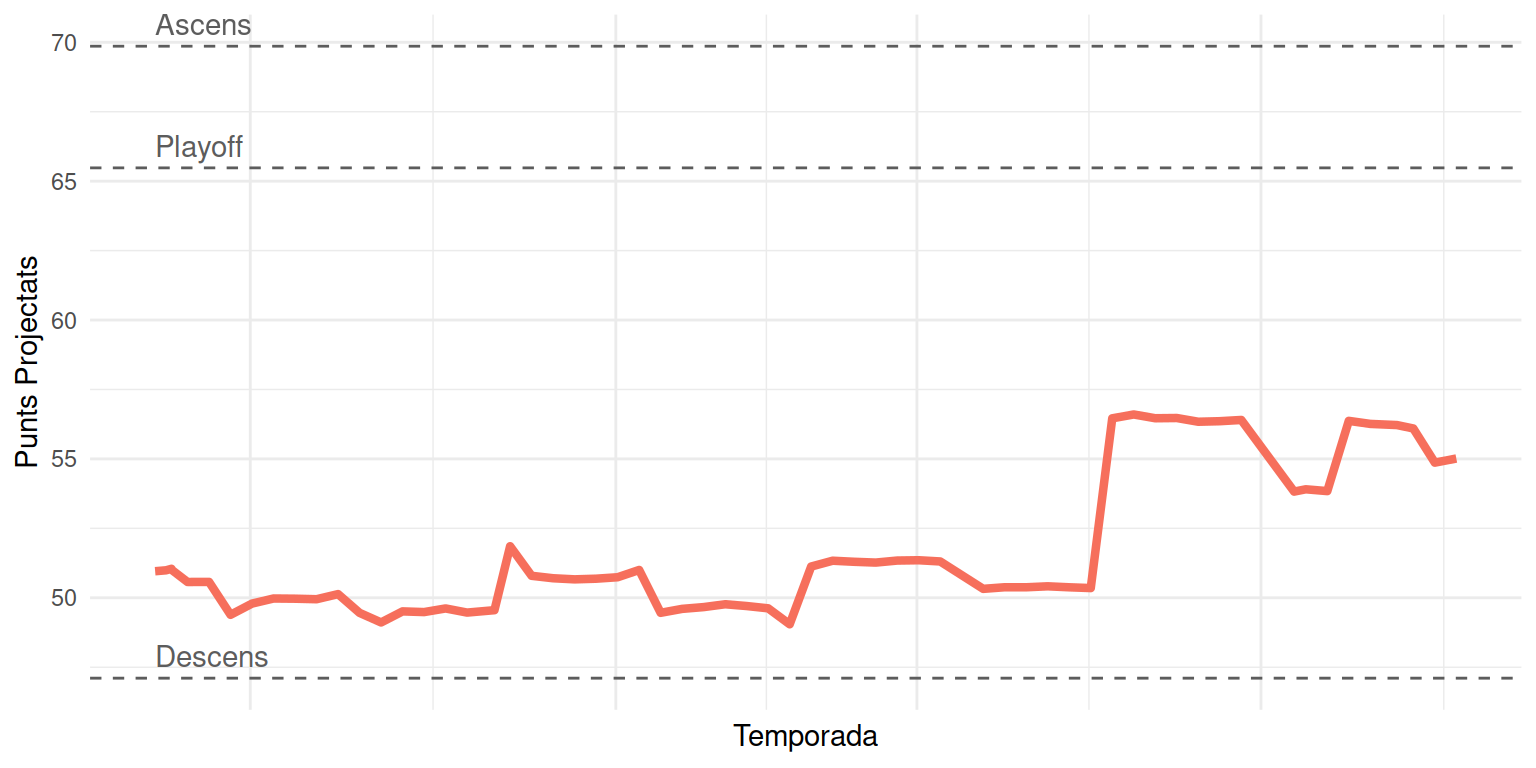 Ascens
70
Playoff
65
60
55
50
Descens
Punts Projectats
Temporada